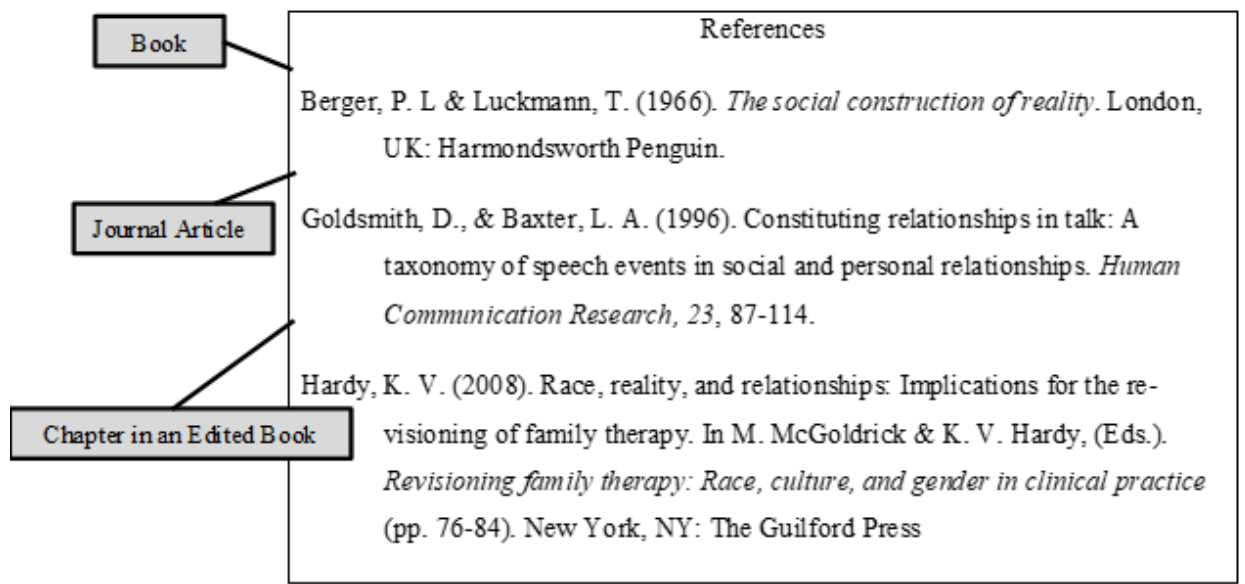 References
Book
Berger, P. L & Luckmann, T. (1966). The social construction of reality. London,
UK: Harmondsworth Penguin.
Journal Article
Goldsmith, D., & Baxter, L. A. (1996). Constituting relationships in talk: A
taxonomy of speech events in social and personal relationships. Human
Communication Research, 23, 87-114.
Chapter in an Edited Book
Hardy, K. V. (2008). Race, reality, and relationships: Implications for the re-
visioning of family therapy. In M. McGoldrick & K. V. Hardy, (Eds.).
Revisioning family therapy: Race, culture, and gender in clinical practice
(pp. 76-84). New York, NY: The Guilford Press